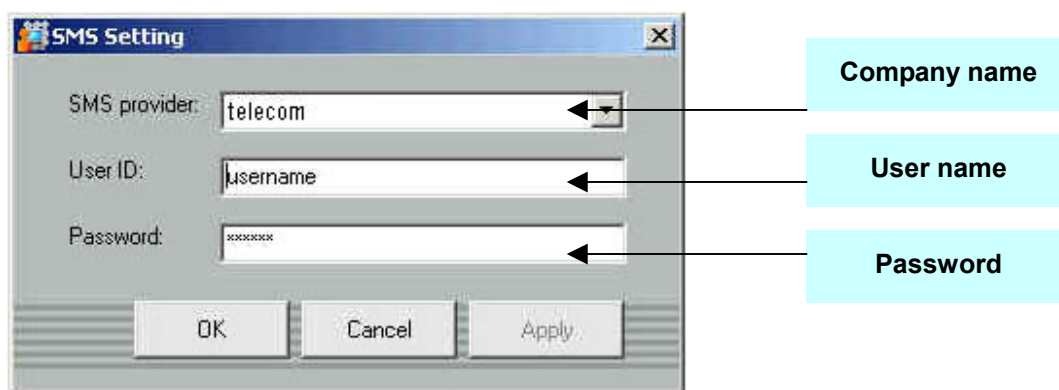 SMS Setting
Company name
SMS provider:
telecom
User name
User ID:
username
Password:
******
Password
OK
Cancel
Apply